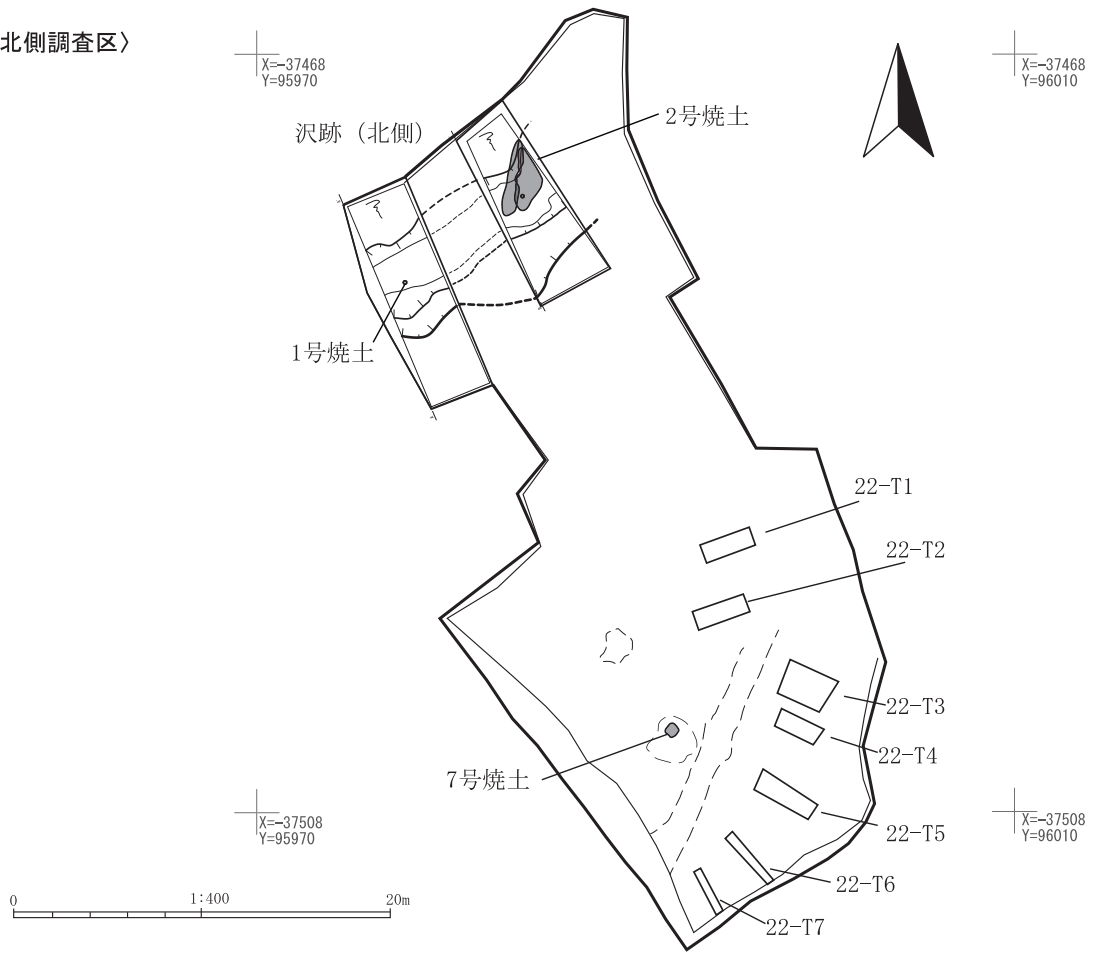 北側調査区〉
X=-37468
Y=95970
X=-37468
Y=96010
沢跡（北側）
2号焼土
1号焼土
22-T1
22-T2
22-T3
22-T4
7号焼土
22-T5
X=-37508
Y=95970
X=-37508
Y=96010
22-T6
22-T7
0
1:400
20m